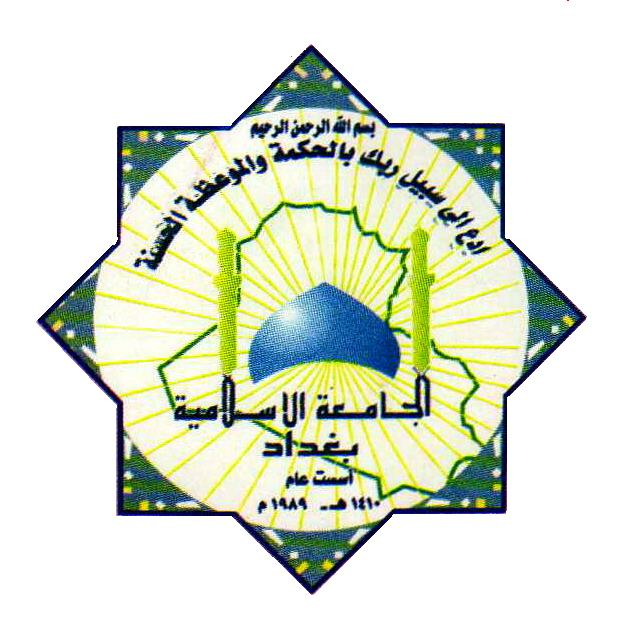 بسم الله الرحمن الرحيم
ادع الى سبيل ربك بالحكمة والموعظة الحسنة
الجامعة الاسلامية
بغداد
أسست عام
١٤١٠ هـ - ١٩٨٩ م